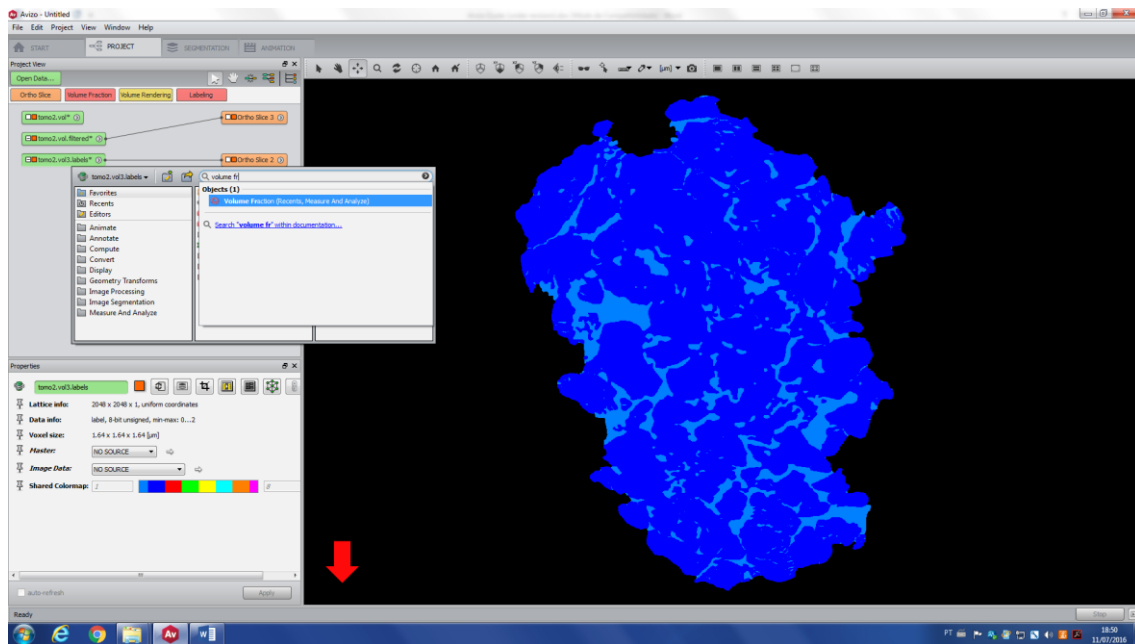 Avizo - Untitled
File Edit Project View Window Help
START PROJECT SEGMENTATION ANIMATION
Project View
Open Data...
Ortho Slice Volume Fraction Volume Rendering Labeling
tomo2.vol* Ortho Slice 3
tomo2.vol.filtered*
tomo2.vol3.labels* Ortho Slice 2
tomo2.vol3.labels volume fr
Favorites
Recents
Editors
Animate
Annotate
Compute
Convert
Display
Geometry Transforms
Image Processing
Image Segmentation
Measure And Analyze
Objects (1)
Volume Fraction (Recents, Measure And Analyze)
Search "volume fr" within documentation...
[µm]
Properties
tomo2.vol3.labels
Lattice info: 2048 x 2048 x 1, uniform coordinates
Data info: label, 8-bit unsigned, min-max: 0...2
Voxel size: 1.64 x 1.64 x 1.64 [µm]
Master: NO SOURCE
Image Data: NO SOURCE
Shared Colormap: 1 8
auto-refresh Apply
Ready Stop
PT 18:50
11/07/2016